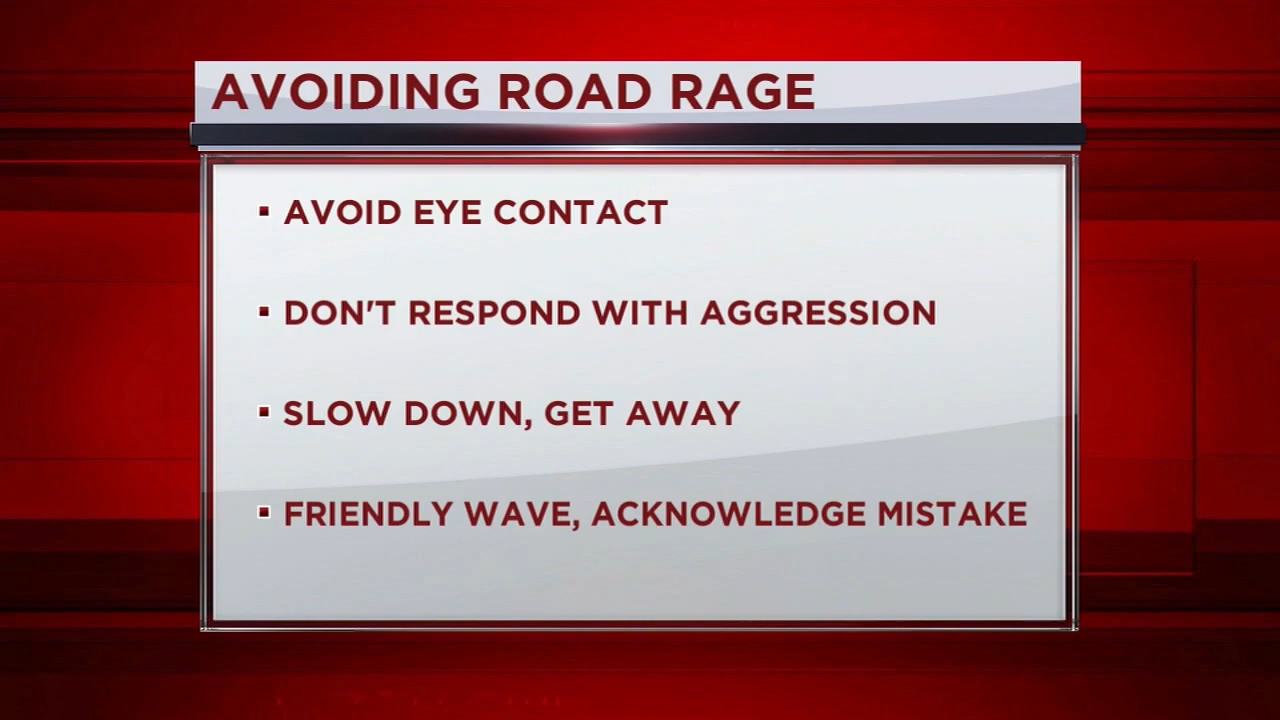 AVOIDING ROAD RAGE
▪ AVOID EYE CONTACT
▪ DON'T RESPOND WITH AGGRESSION
▪ SLOW DOWN, GET AWAY
▪ FRIENDLY WAVE, ACKNOWLEDGE MISTAKE